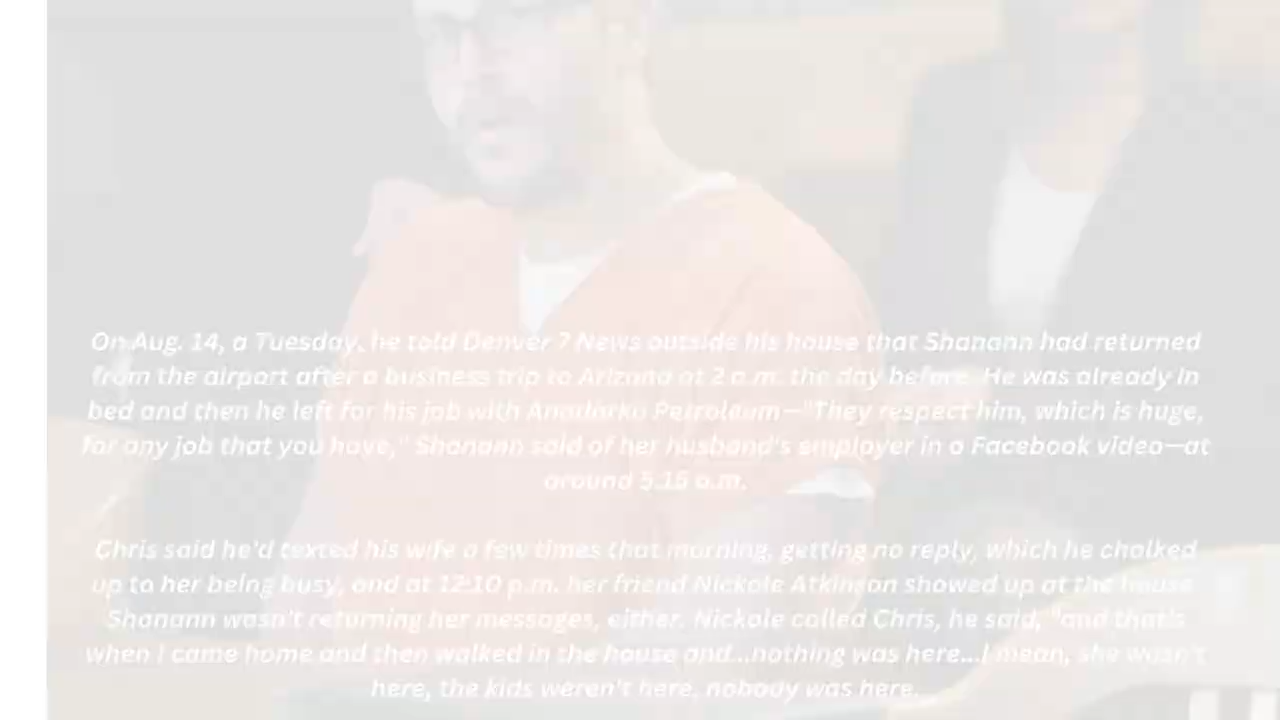 On Aug. 14, a Tuesday, he told Denver 7 News outside his house that Shanann had returned
from the airport after a business trip to Arizona at 2 a.m. the day before. He was already in
bed and then he left for his job with Anadarko Petroleum—"They respect him, which is huge,
for any job that you have," Shanann said of her husband's employer in a Facebook video—at
around 5:15 a.m.
Chris said he'd texted his wife a few times that morning, getting no reply, which he chalked
up to her being busy, and at 12:10 p.m. her friend Nickole Atkinson showed up at the house
Shanann wasn't returning her messages, either. Nickole called Chris, he said, "and that's
when I came home and then walked in the house and...nothing was here...I mean, she wasn't
here, the kids weren't here, nobody was here.